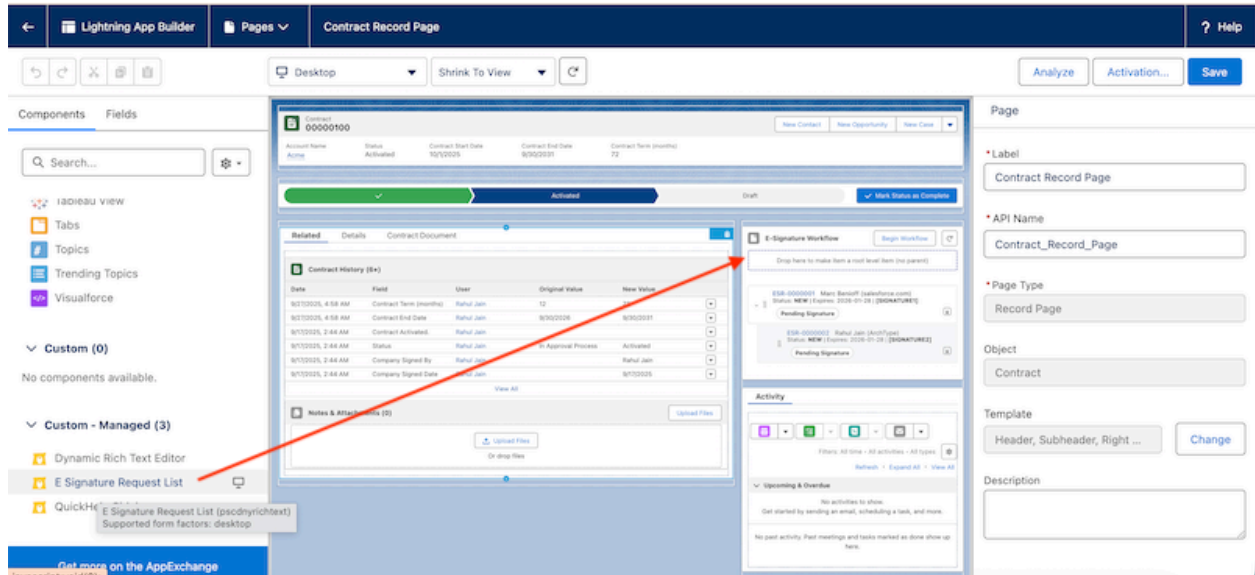 Lightning App Builder
Pages
Contract Record Page
? Help
Desktop
Shrink To View
Analyze
Activation...
Save
Components
Fields
Search...
Tableau View
Tabs
Topics
Trending Topics
Visualforce
Custom (0)
No components available.
Custom - Managed (3)
Dynamic Rich Text Editor
E Signature Request List
E Signature Request List (pscdnyrichtext)
Supported form factors: desktop
Get more on the AppExchange
Contract
00000100
New Contact
New Opportunity
New Case
Account Name
Status
Contract Start Date
Contract End Date
Contract Term (months)
Acme
Activated
10/1/2025
9/30/2031
72
Activated
Draft
Mark Status as Complete
Related
Details
Contract Document
Contract History (6+)
Date Field User Original Value New Value
9/27/2025, 4:58 AM Contract Term (months) Rahul Jain 12
9/27/2025, 4:58 AM Contract End Date Rahul Jain 9/30/2026 9/30/2031
9/17/2025, 2:44 AM Contract Activated. Rahul Jain
9/17/2025, 2:44 AM Status Rahul Jain In Approval Process Activated
9/17/2025, 2:44 AM Company Signed By Rahul Jain Rahul Jain
9/17/2025, 2:44 AM Company Signed Date Rahul Jain 9/17/2025
View All
Notes & Attachments (0)
Upload Files
Upload Files
Or drop files
E-Signature Workflow
Begin Workflow
Drop here to make item a root level item (no parent)
ESR-0000001 Marc Benioff (salesforce.com)
Status: NEW | Expires: 2026-01-28 | [SIGNATURE1]
Pending Signature
ESR-0000002 Rahul Jain (ArchType)
Status: NEW | Expires: 2026-01-28 | [SIGNATURE2]
Pending Signature
Activity
Filters: All time • All activities • All types
Refresh • Expand All • View All
Upcoming & Overdue
No activities to show.
Get started by sending an email, scheduling a task, and more.
No past activity. Past meetings and tasks marked as done show up
here.
Page
*Label
Contract Record Page
*API Name
Contract_Record_Page
*Page Type
Record Page
Object
Contract
Template
Header, Subheader, Right ...
Change
Description